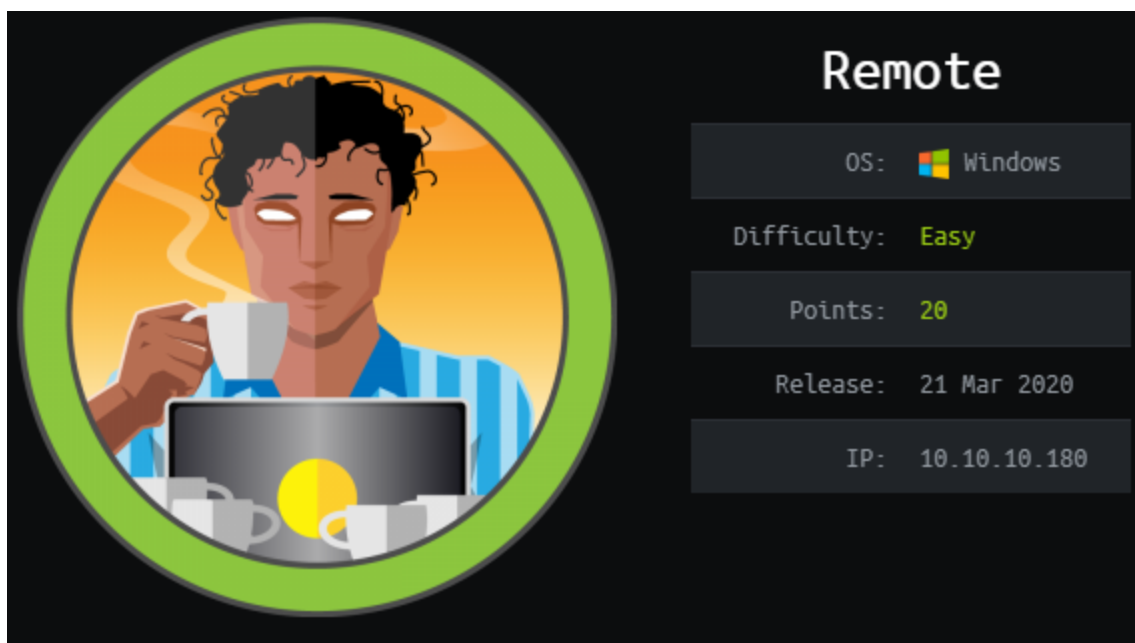 Remote
OS: Windows
Difficulty: Easy
Points: 20
Release: 21 Mar 2020
IP: 10.10.10.180